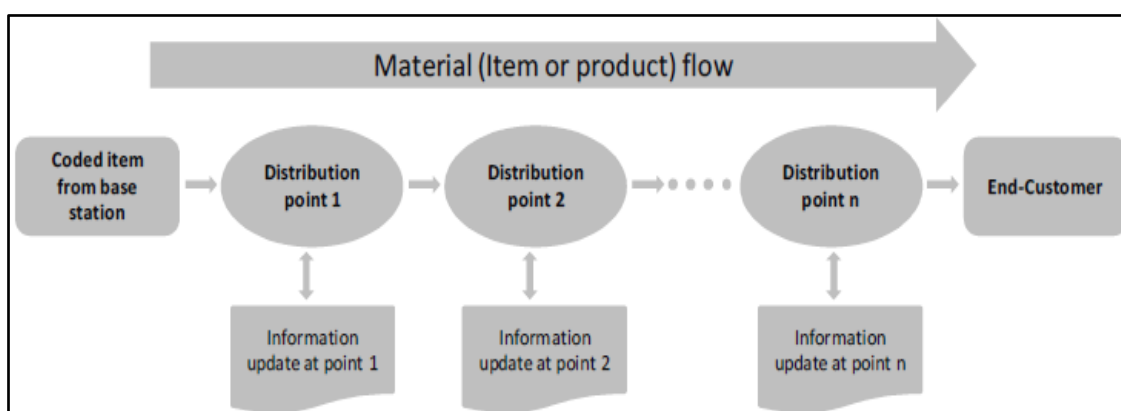 Material (Item or product) flow
Coded item
from base
station
Distribution
point 1
Distribution
point 2
Distribution
point n
End-Customer
Information
update at point 1
Information
update at point 2
Information
update at point n